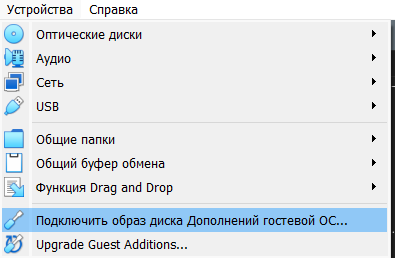 Устройства Справка
Оптические диски
Аудио
Сеть
USB
Общие папки
Общий буфер обмена
Функция Drag and Drop
Подключить образ диска Дополнений гостевой ОС...
Upgrade Guest Additions...